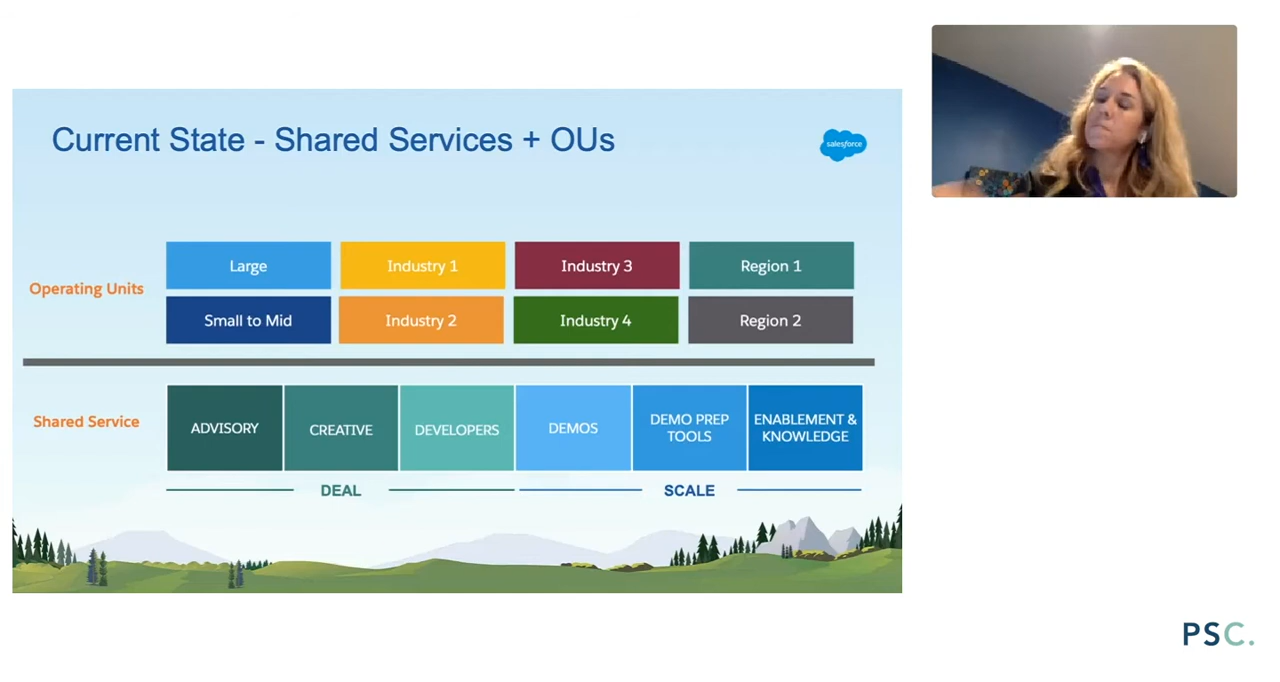 Current State - Shared Services + OUs
salesforce
Operating Units
Large
Industry 1
Industry 3
Region 1
Small to Mid
Industry 2
Industry 4
Region 2
Shared Service
ADVISORY
CREATIVE
DEVELOPERS
DEMOS
DEMO PREP
TOOLS
ENABLEMENT &
KNOWLEDGE
DEAL
SCALE
PSC.